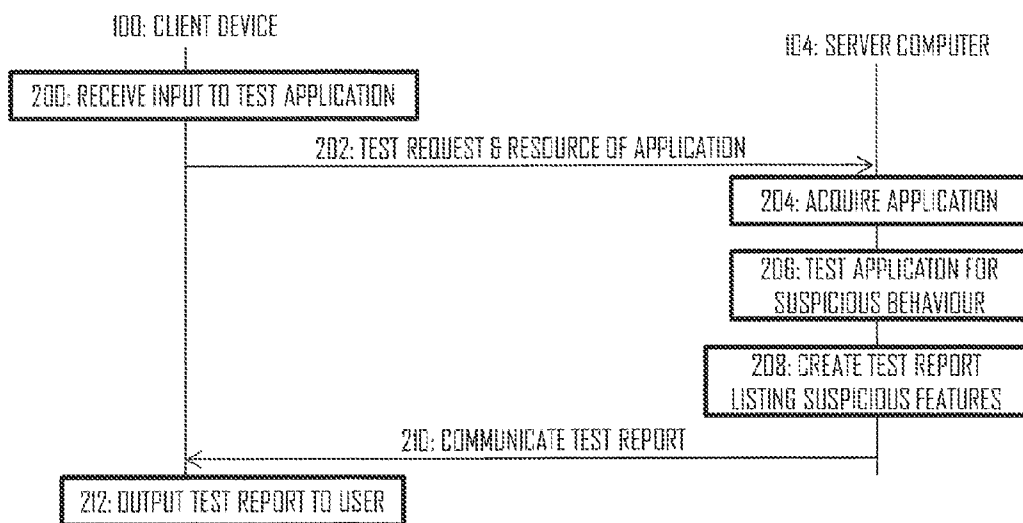 100: CLIENT DEVICE
104: SERVER COMPUTER
200: RECEIVE INPUT TO TEST APPLICATION
202: TEST REQUEST & RESOURCE OF APPLICATION
204: ACQUIRE APPLICATION
206: TEST APPLICATON FOR
SUSPICIOUS BEHAVIOUR
208: CREATE TEST REPORT
LISTING SUSPICIOUS FEATURES
210: COMMUNICATE TEST REPORT
212: OUTPUT TEST REPORT TO USER